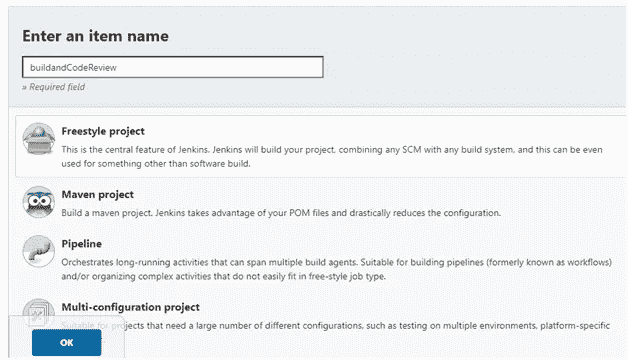 Enter an item name
buildandCodeReview
» Required field
Freestyle project
This is the central feature of Jenkins. Jenkins will build your project, combining any SCM with any build system, and this can be even
used for something other than software build.
Maven project
Build a maven project. Jenkins takes advantage of your POM files and drastically reduces the configuration.
Pipeline
Orchestrates long-running activities that can span multiple build agents. Suitable for building pipelines (formerly known as workflows)
and/or organizing complex activities that do not easily fit in free-style job type.
Multi-configuration project
Suitable for projects that need a large number of different configurations, such as testing on multiple environments, platform-specific
OK